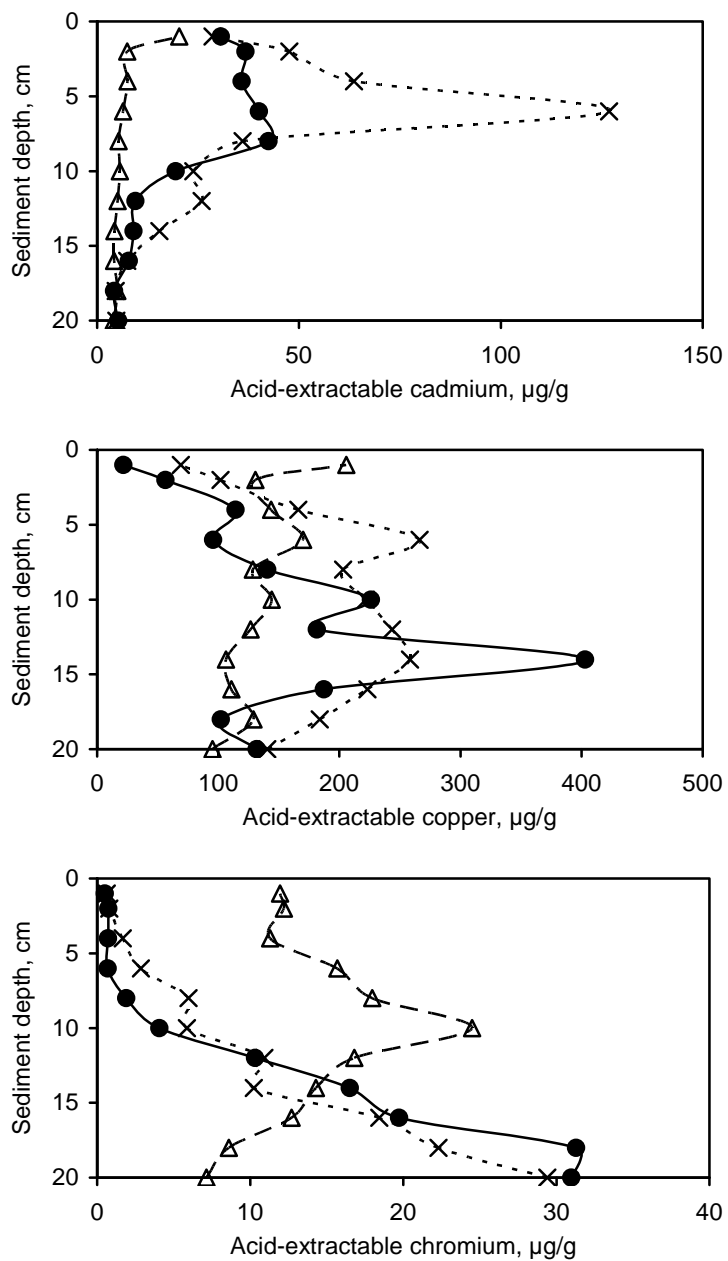 0
5
10
15
20
Sediment depth, cm
0 50 100 150
Acid-extractable cadmium, µg/g
0
5
10
15
20
Sediment depth, cm
0 100 200 300 400 500
Acid-extractable copper, µg/g
0
5
10
15
20
Sediment depth, cm
0 10 20 30 40
Acid-extractable chromium, µg/g